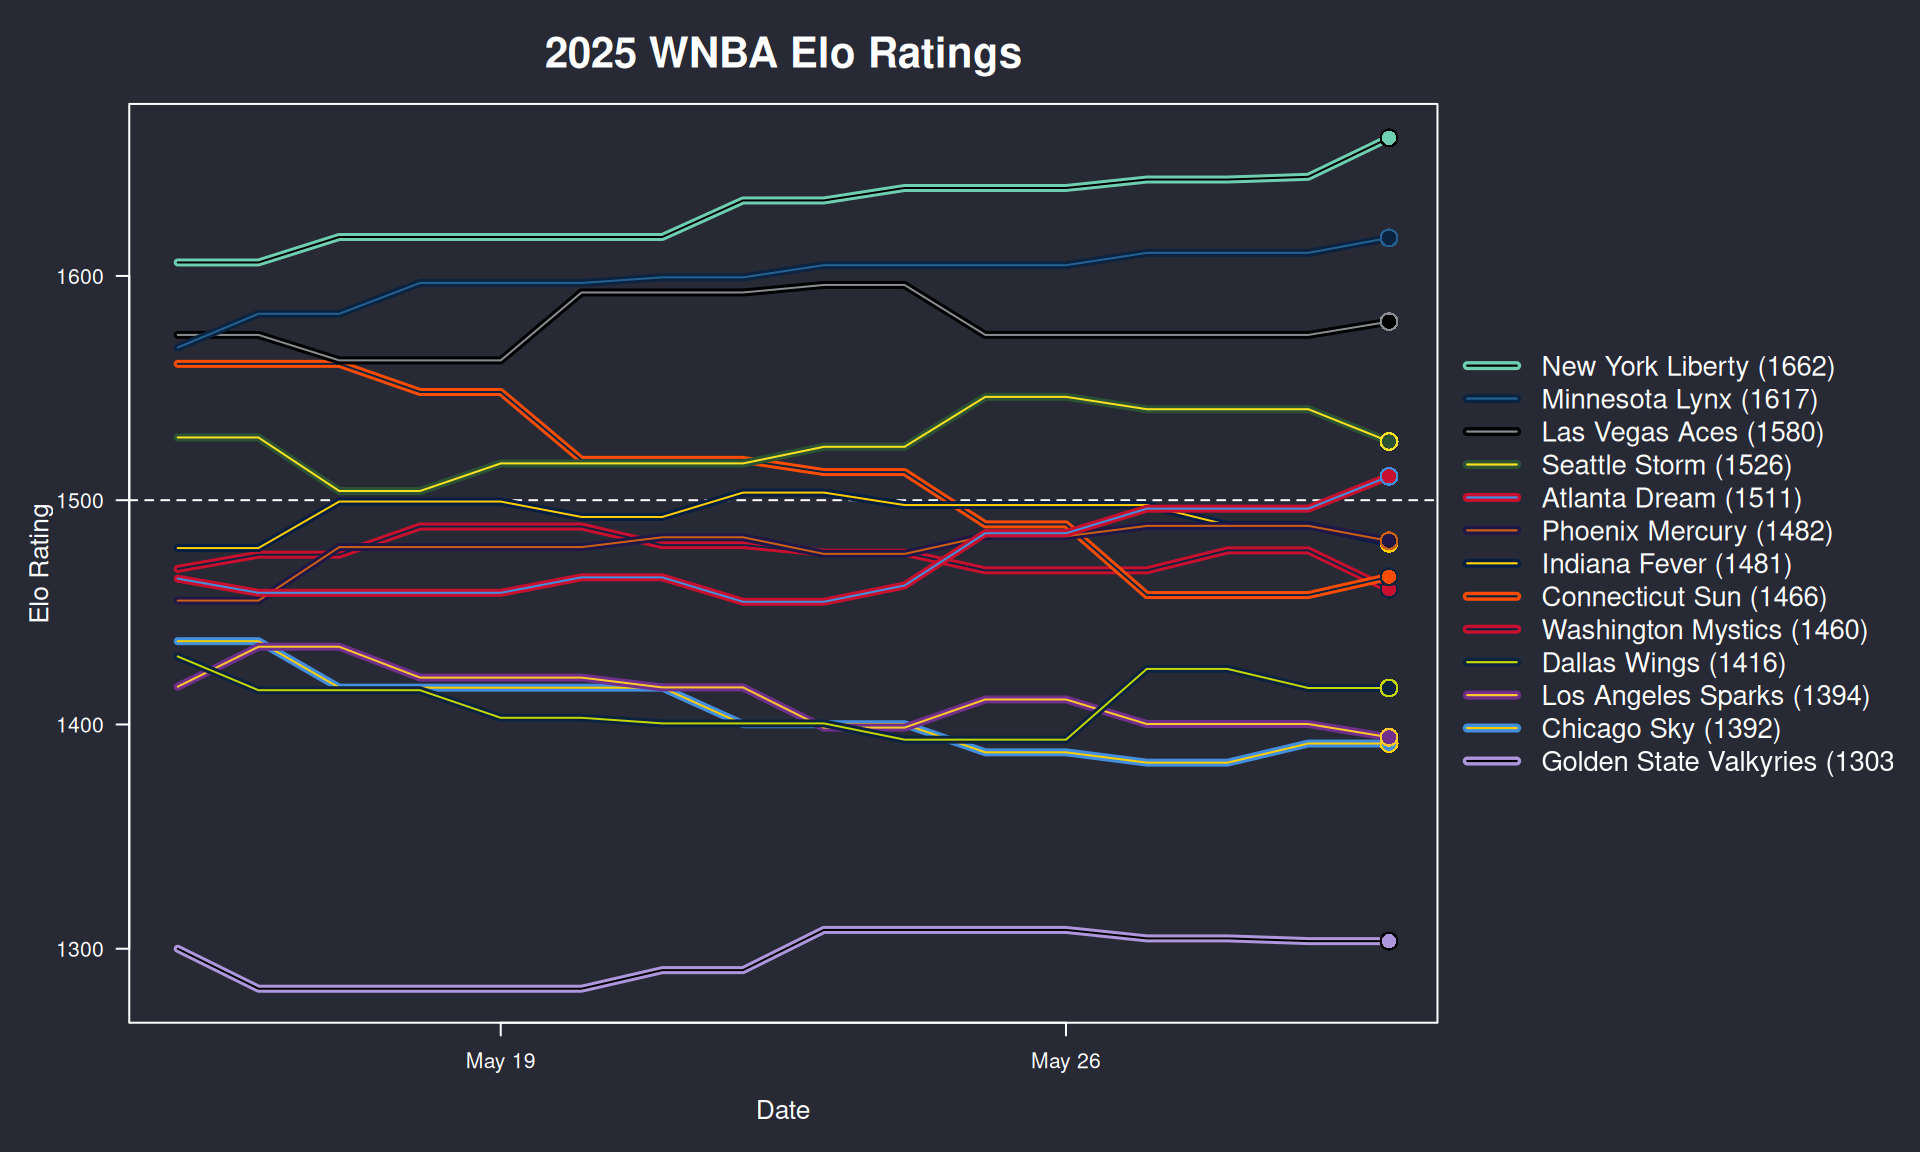 2025 WNBA Elo Ratings
Elo Rating
1600
1500
1400
1300
May 19
May 26
Date
New York Liberty (1662)
Minnesota Lynx (1617)
Las Vegas Aces (1580)
Seattle Storm (1526)
Atlanta Dream (1511)
Phoenix Mercury (1482)
Indiana Fever (1481)
Connecticut Sun (1466)
Washington Mystics (1460)
Dallas Wings (1416)
Los Angeles Sparks (1394)
Chicago Sky (1392)
Golden State Valkyries (1303